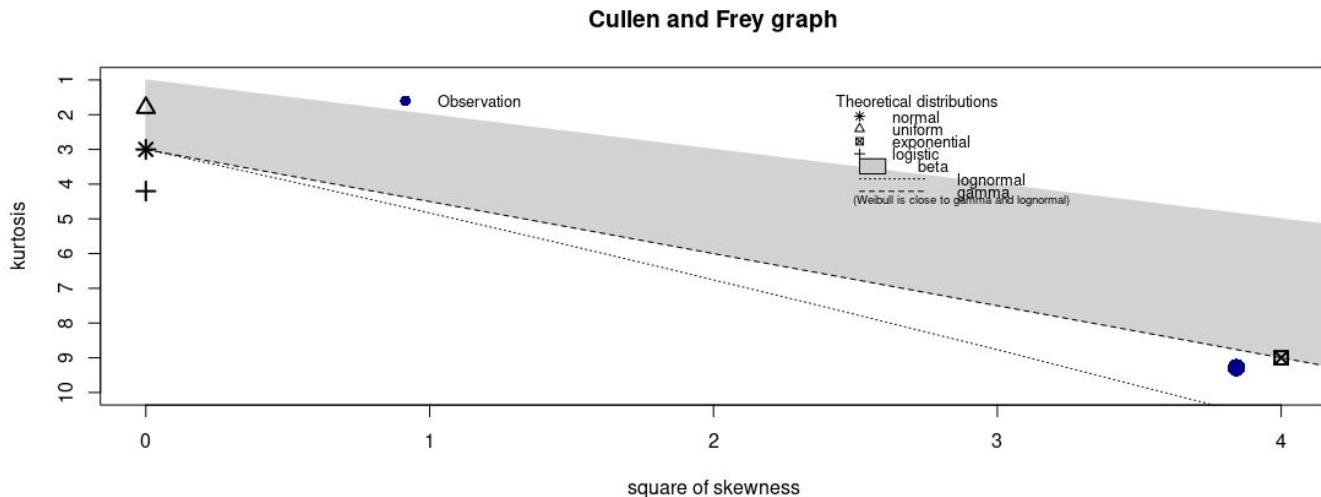 Cullen and Frey graph
kurtosis
1
2
3
4
5
6
7
8
9
10
Observation
Theoretical distributions
normal
uniform
exponential
logistic
beta
lognormal
gamma
(Weibull is close to gamma and lognormal)
0 1 2 3 4
square of skewness